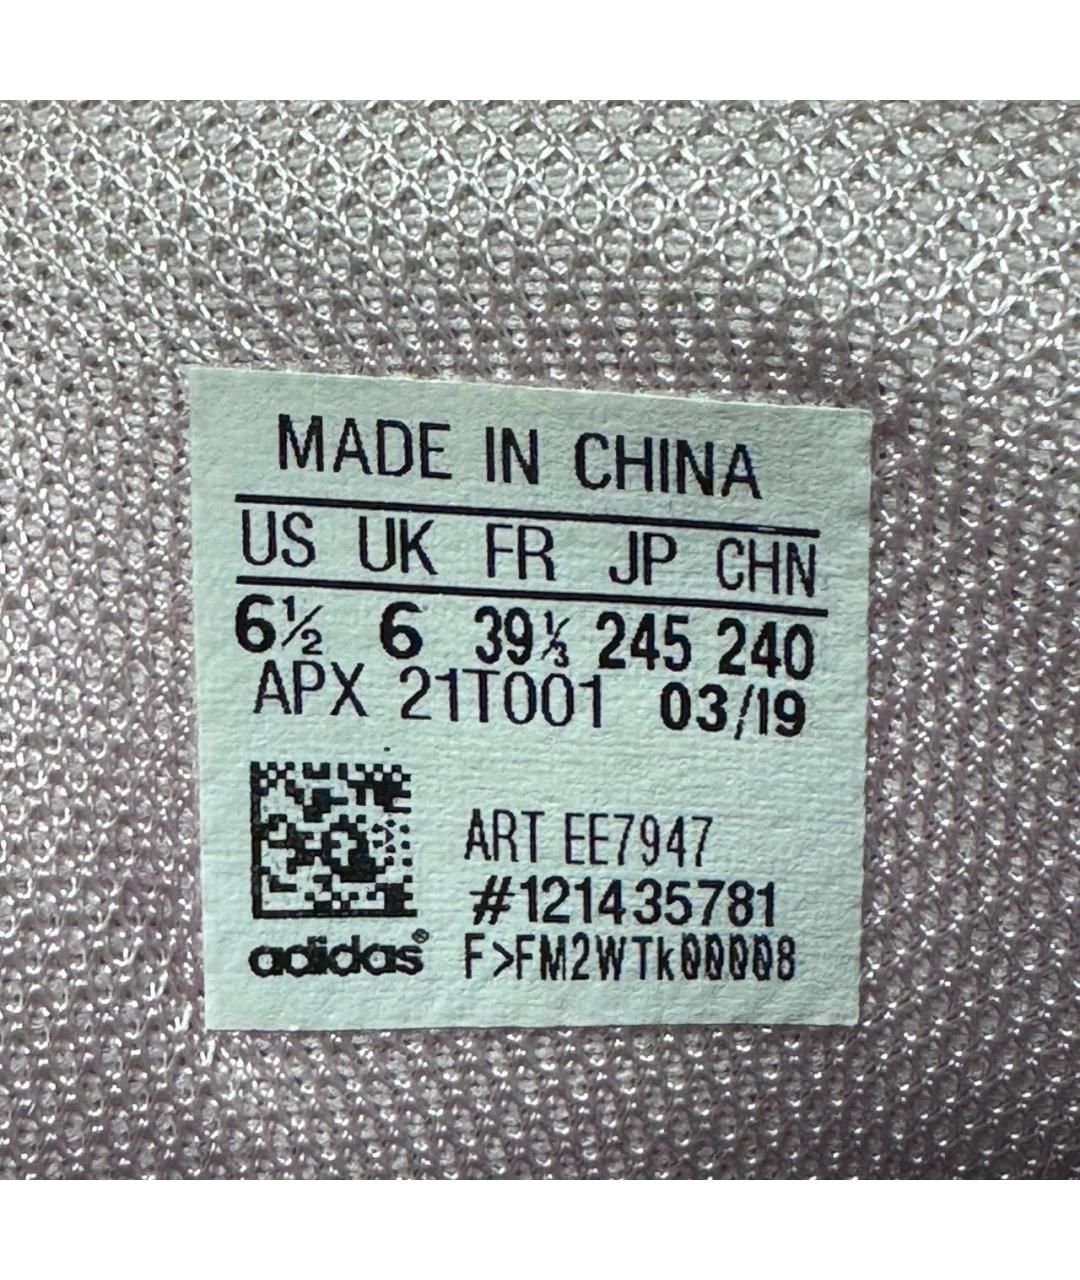 MADE IN CHINA
US UK FR JP CHN
6½ 6 39⅓ 245 240
APX 21T001 03/19
ART EE7947
#121435781
adidas® F>FM2WTk00008